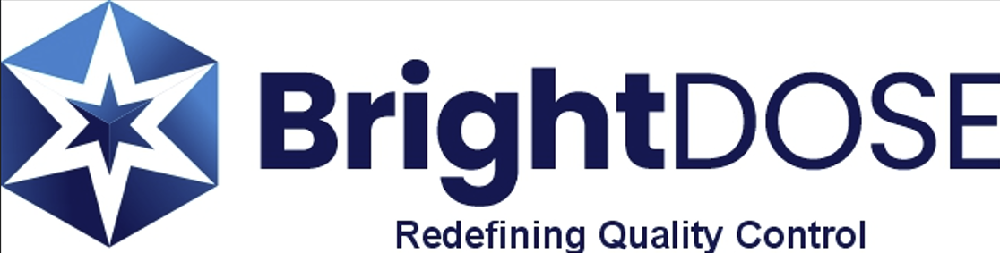 BrightDOSE
Redefining Quality Control